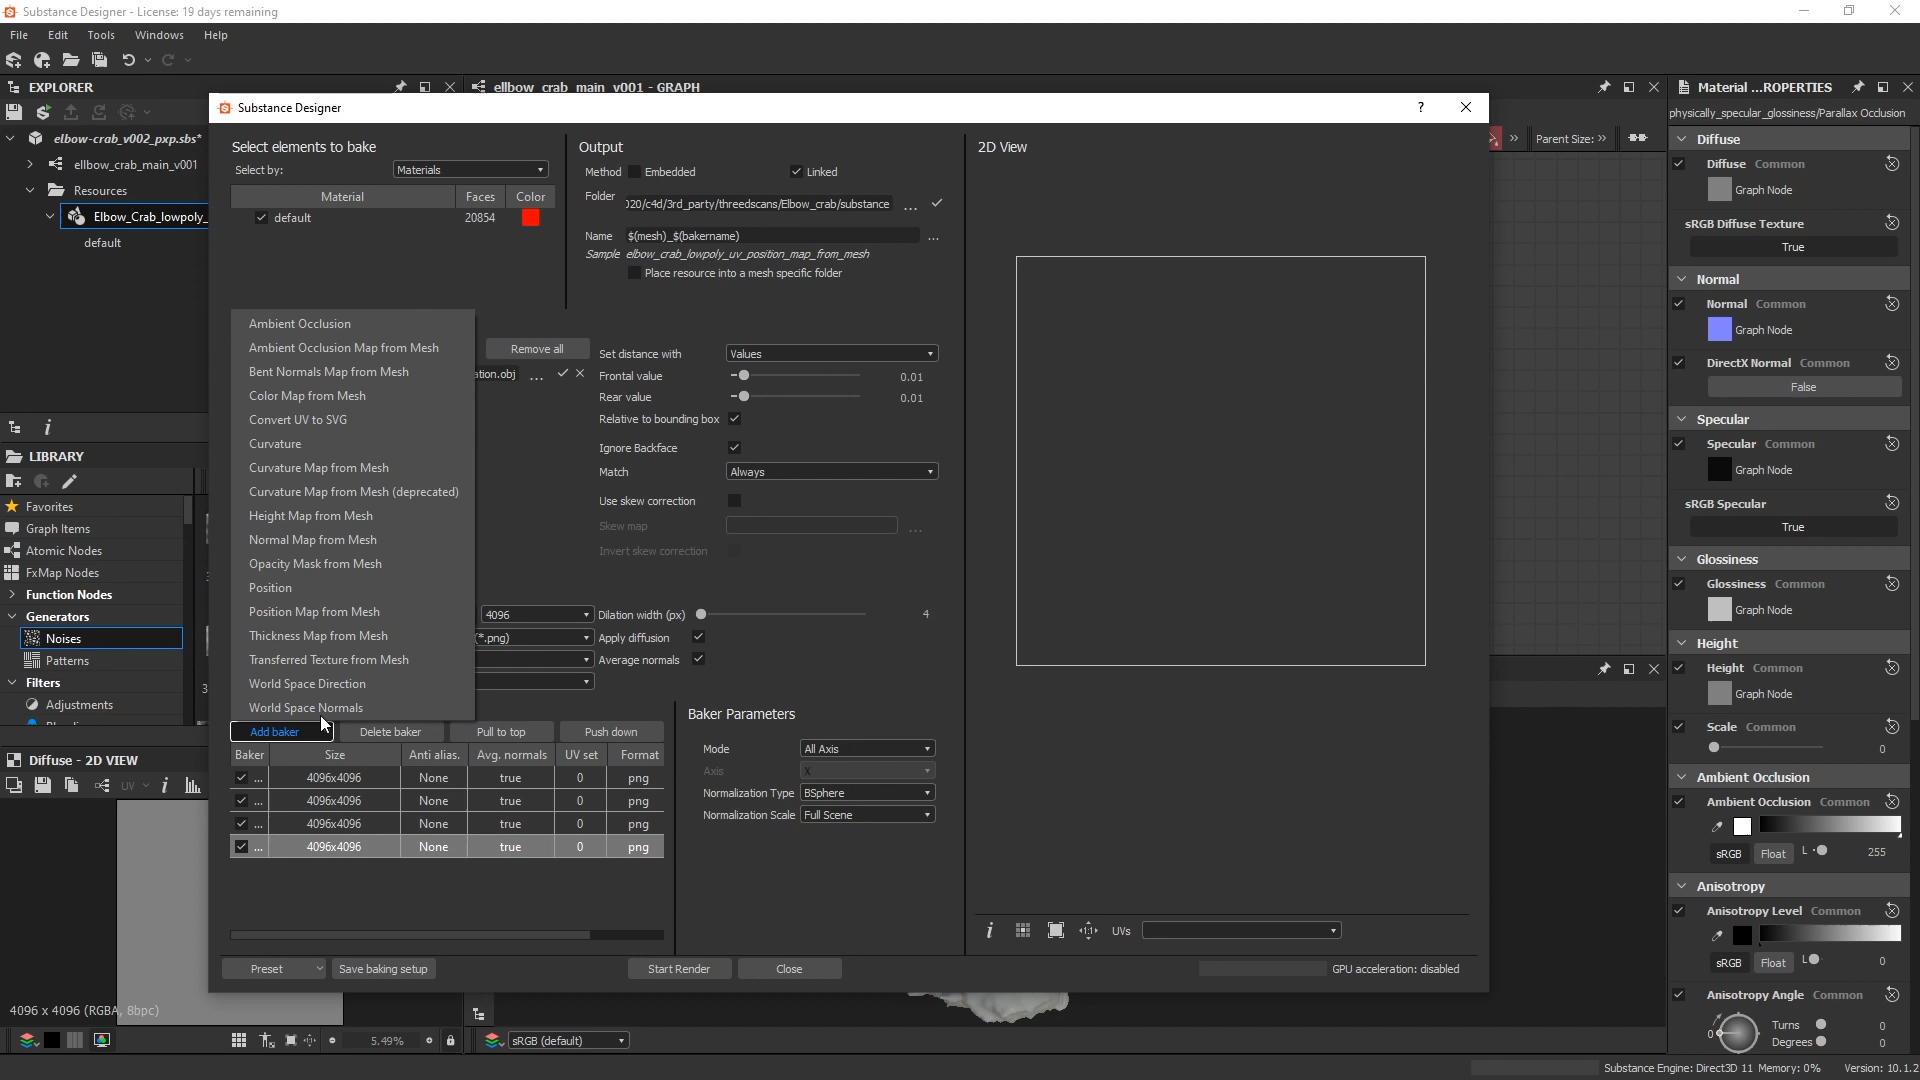 Substance Designer - License: 19 days remaining
File Edit Tools Windows Help
EXPLORER
ellbow_crab_main_v001 - GRAPH
Material ...ROPERTIES
physically_specular_glossiness/Parallax Occlusion
Parent Size: >>
elbow-crab_v002_pxp.sbs*
ellbow_crab_main_v001
Resources
Elbow_Crab_lowpoly_
default
LIBRARY
Favorites
Graph Items
Atomic Nodes
FxMap Nodes
Function Nodes
Generators
Noises
Patterns
Filters
Adjustments
Diffuse - 2D VIEW
UV
4096 x 4096 (RGBA, 8bpc)
5.49%
sRGB (default)
Substance Designer
?
Select elements to bake
Select by: Materials
Material Faces Color
default 20854
Output
Method Embedded Linked
Folder 020/c4d/3rd_party/threedscans/Elbow_crab/substance ...
Name $(mesh)_$(bakername) ...
Sample elbow_crab_lowpoly_uv_position_map_from_mesh
Place resource into a mesh specific folder
Ambient Occlusion
Ambient Occlusion Map from Mesh
Bent Normals Map from Mesh
Color Map from Mesh
Convert UV to SVG
Curvature
Curvature Map from Mesh
Curvature Map from Mesh (deprecated)
Height Map from Mesh
Normal Map from Mesh
Opacity Mask from Mesh
Position
Position Map from Mesh
Thickness Map from Mesh
Transferred Texture from Mesh
World Space Direction
World Space Normals
Remove all
ation.obj ...
Set distance with Values
Frontal value 0.01
Rear value 0.01
Relative to bounding box
Ignore Backface
Match Always
Use skew correction
Skew map ...
Invert skew correction
4096
(*.png)
Dilation width (px) 4
Apply diffusion
Average normals
Add baker Delete baker Pull to top Push down
Baker Size Anti alias. Avg. normals UV set Format
... 4096x4096 None true 0 png
... 4096x4096 None true 0 png
... 4096x4096 None true 0 png
... 4096x4096 None true 0 png
Baker Parameters
Mode All Axis
Axis X
Normalization Type BSphere
Normalization Scale Full Scene
Preset Save baking setup Start Render Close
2D View
UVs
GPU acceleration: disabled
Diffuse
Diffuse Common
Graph Node
sRGB Diffuse Texture
True
Normal
Normal Common
Graph Node
DirectX Normal Common
False
Specular
Specular Common
Graph Node
sRGB Specular
True
Glossiness
Glossiness Common
Graph Node
Height
Height Common
Graph Node
Scale Common
0
Ambient Occlusion
Ambient Occlusion Common
sRGB Float L 255
Anisotropy
Anisotropy Level Common
sRGB Float L 0
Anisotropy Angle Common
0 Turns 0
Degrees 0
Substance Engine: Direct3D 11 Memory: 0% Version: 10.1.2